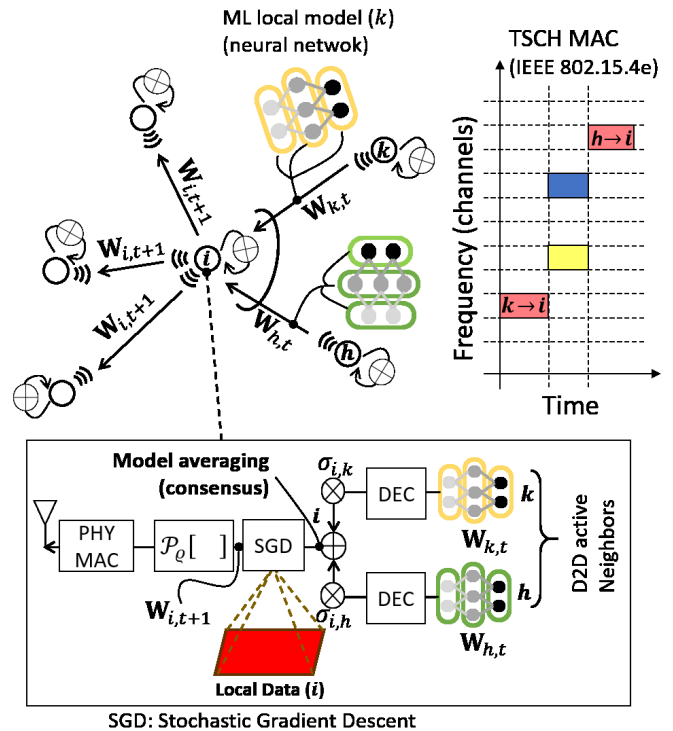 ML local model (k)
(neural netwok)
TSCH MAC
(IEEE 802.15.4e)
Frequency (channels)
Time
h→i
k→i
k
W_{k,t}
W_{i,t+1}
W_{i,t+1}
W_{i,t+1}
i
W_{h,t}
h
Model averaging
(consensus)
σ_{i,k}
DEC
k
W_{k,t}
i
PHY
MAC
𝒫_ϱ[ ]
SGD
W_{i,t+1}
D2D active
Neighbors
DEC
h
σ_{i,h}
W_{h,t}
Local Data (i)
SGD: Stochastic Gradient Descent